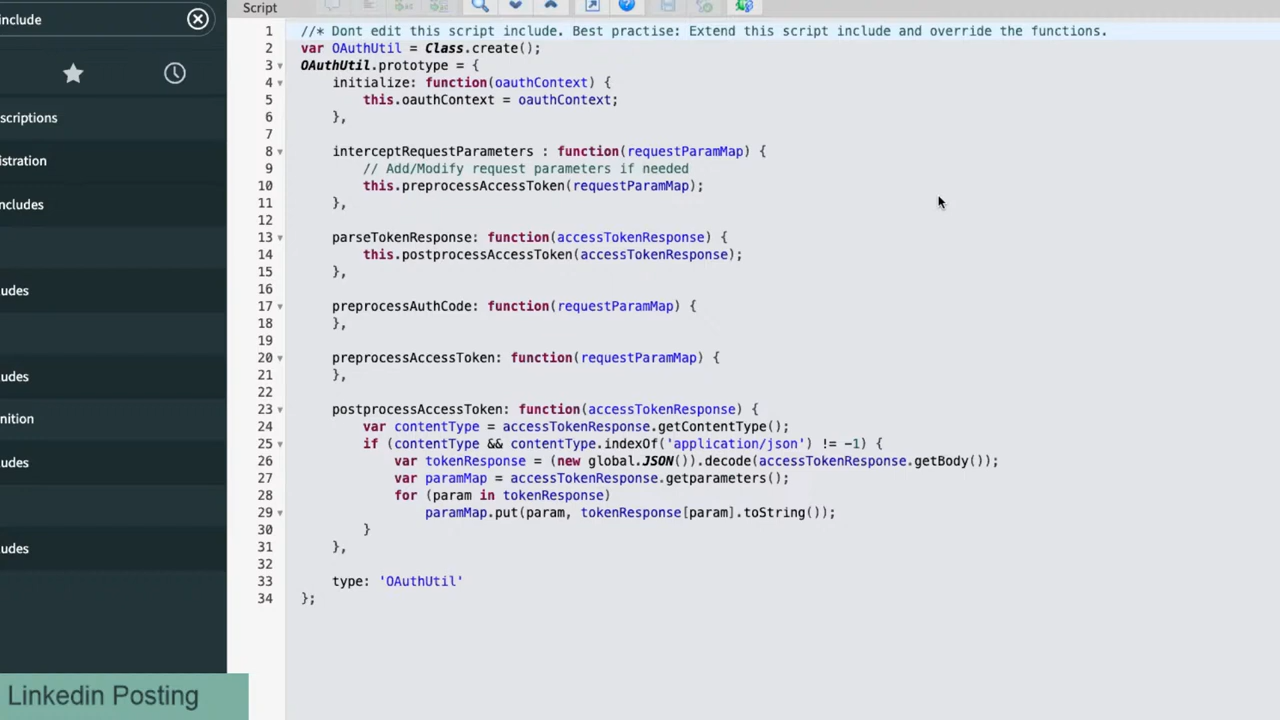 include
Script
scriptions
istration
ncludes
udes
udes
nition
udes
udes
1 //* Dont edit this script include. Best practise: Extend this script include and override the functions.
2 var OAuthUtil = Class.create();
3 OAuthUtil.prototype = {
4 initialize: function(oauthContext) {
5 this.oauthContext = oauthContext;
6 },
7
8 interceptRequestParameters : function(requestParamMap) {
9 // Add/Modify request parameters if needed
10 this.preprocessAccessToken(requestParamMap);
11 },
12
13 parseTokenResponse: function(accessTokenResponse) {
14 this.postprocessAccessToken(accessTokenResponse);
15 },
16
17 preprocessAuthCode: function(requestParamMap) {
18 },
19
20 preprocessAccessToken: function(requestParamMap) {
21 },
22
23 postprocessAccessToken: function(accessTokenResponse) {
24 var contentType = accessTokenResponse.getContentType();
25 if (contentType && contentType.indexOf('application/json') != -1) {
26 var tokenResponse = (new global.JSON()).decode(accessTokenResponse.getBody());
27 var paramMap = accessTokenResponse.getparameters();
28 for (param in tokenResponse)
29 paramMap.put(param, tokenResponse[param].toString());
30 }
31 },
32
33 type: 'OAuthUtil'
34 };
Linkedin Posting